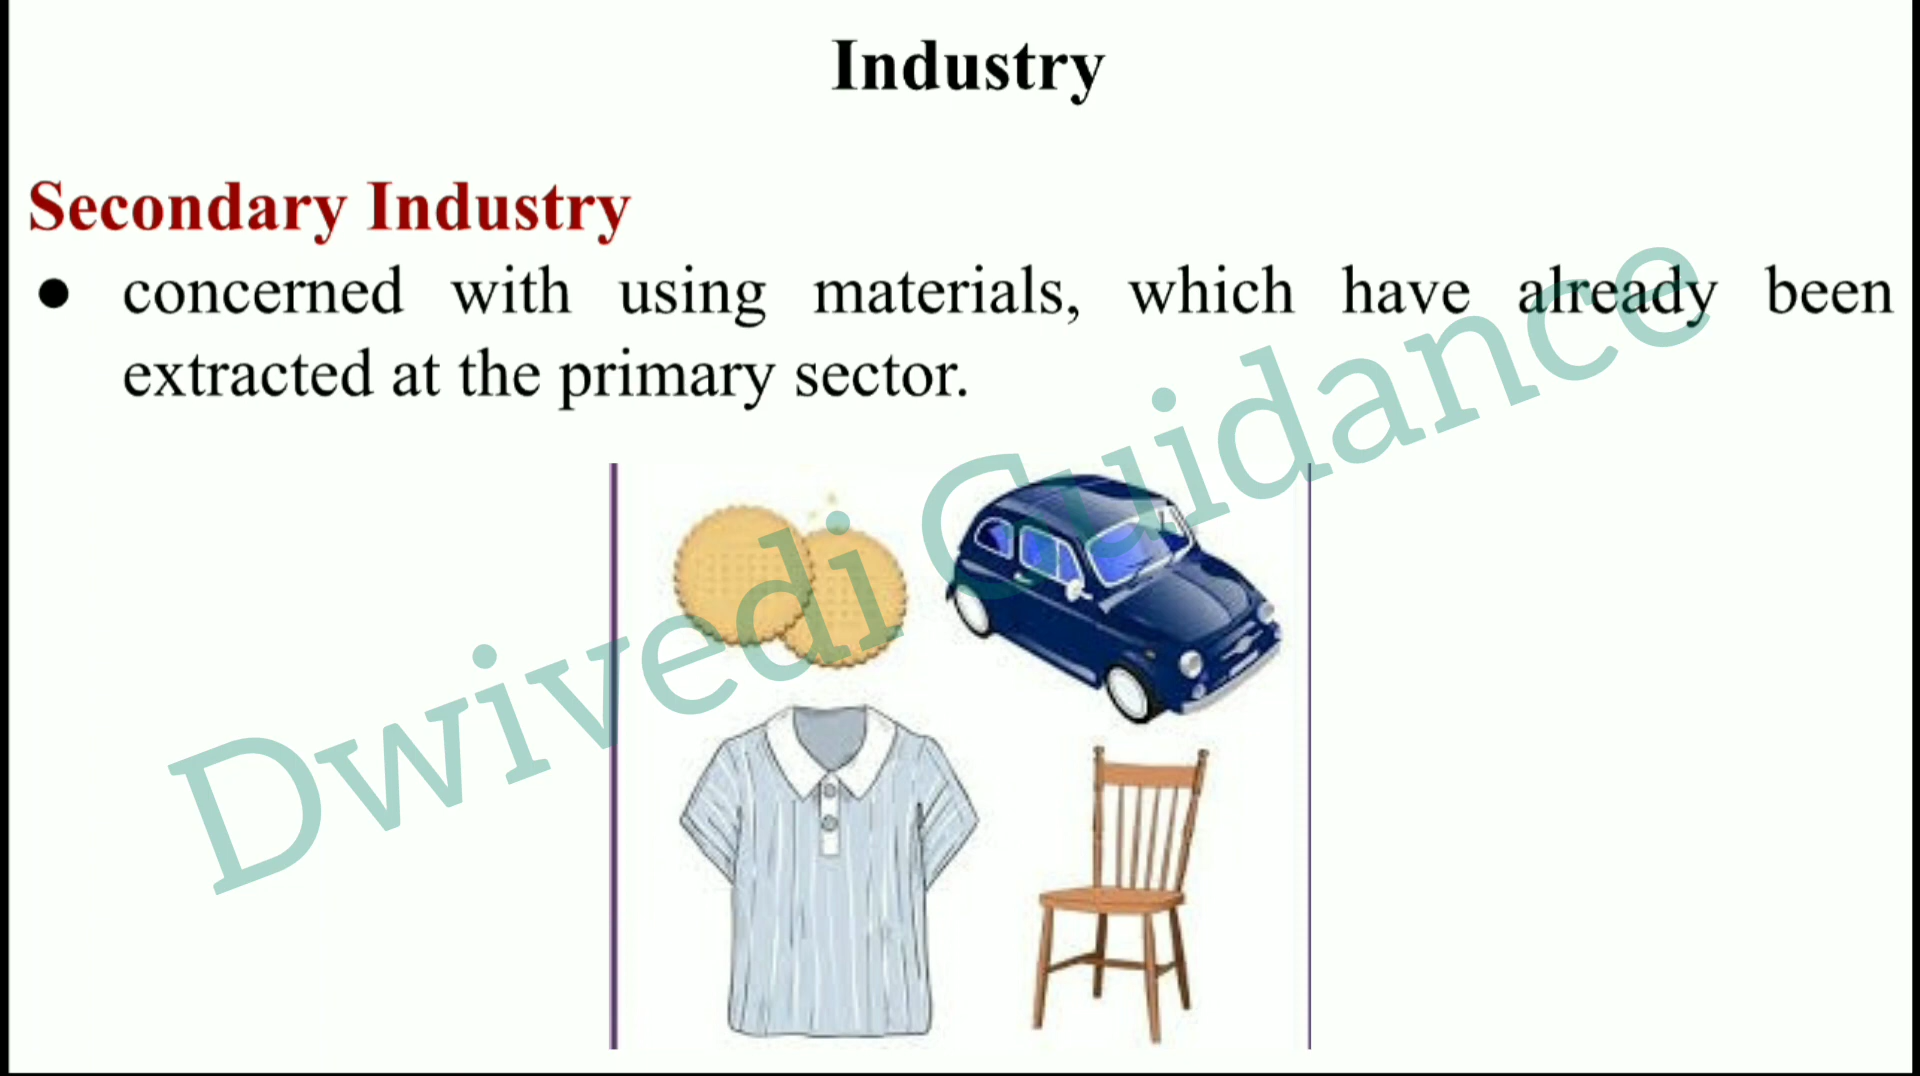 Industry
Secondary Industry
● concerned with using materials, which have already been
extracted at the primary sector.
Dwivedi Guidance